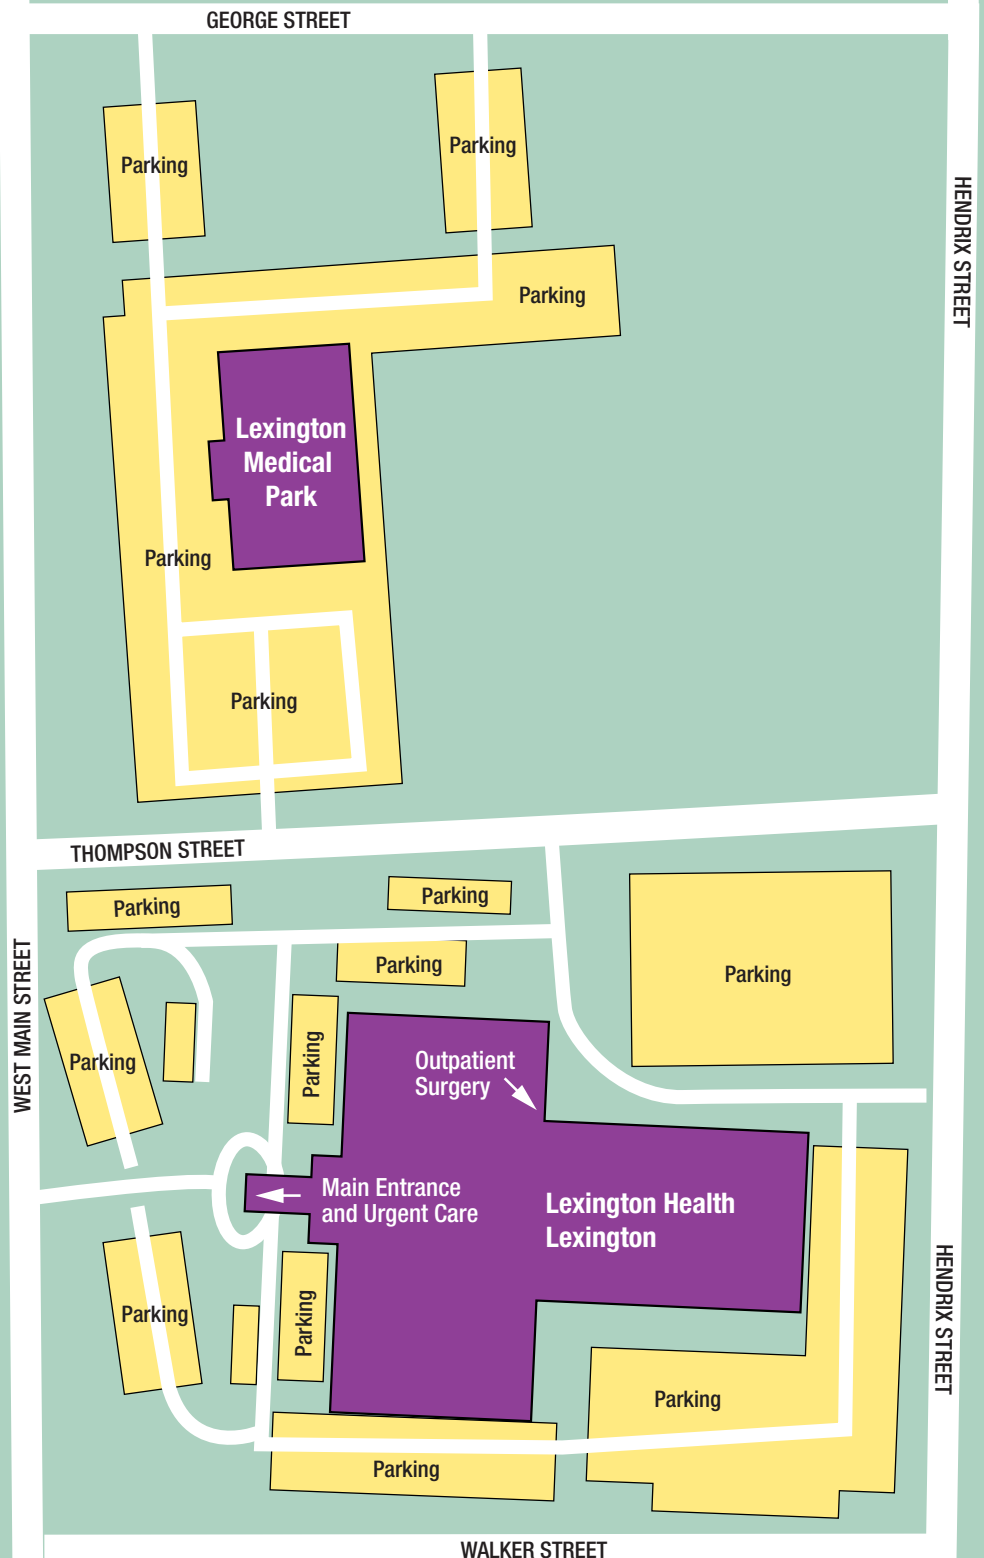 GEORGE STREET
Parking
Parking
HENDRIX STREET
Parking
Lexington
Medical
Park
Parking
Parking
THOMPSON STREET
Parking
Parking
Parking
Parking
WEST MAIN STREET
Parking
Parking
Outpatient
Surgery
Main Entrance
and Urgent Care
Lexington Health
Lexington
Parking
Parking
HENDRIX STREET
Parking
Parking
WALKER STREET